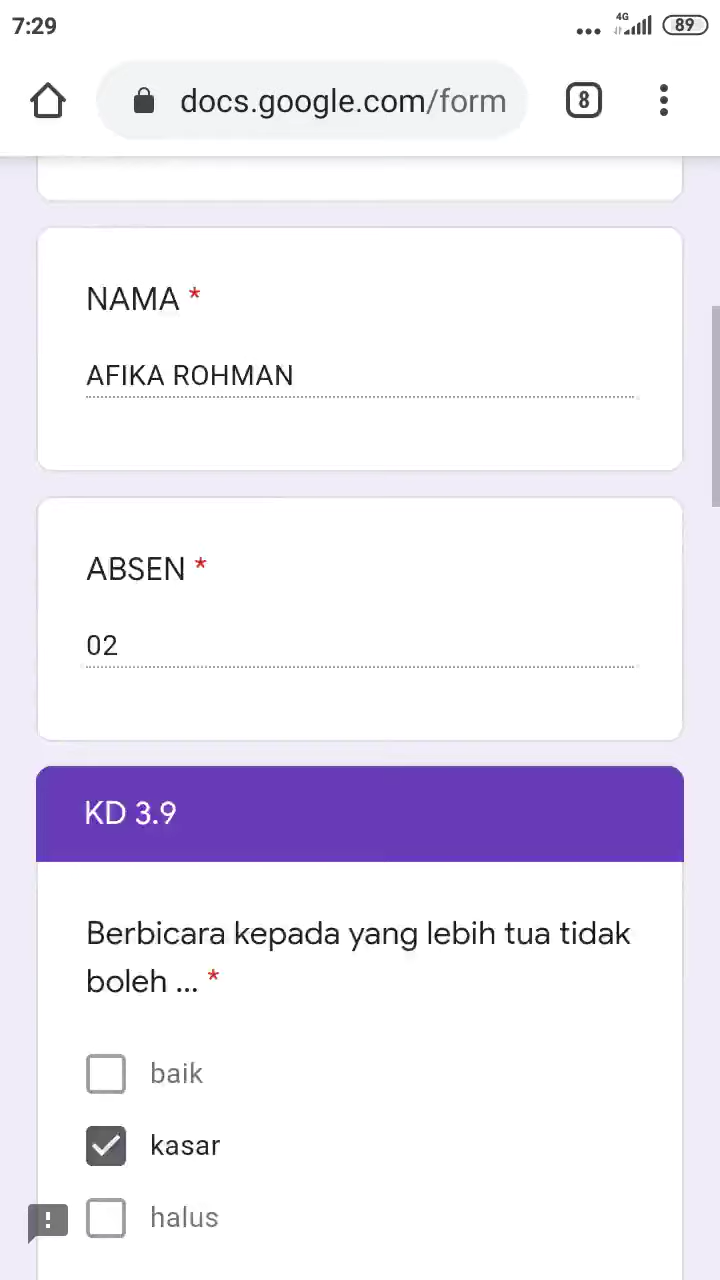 7:29
4G
89
docs.google.com/form
8
NAMA *
AFIKA ROHMAN
ABSEN *
02
KD 3.9
Berbicara kepada yang lebih tua tidak
boleh ... *
baik
kasar
halus